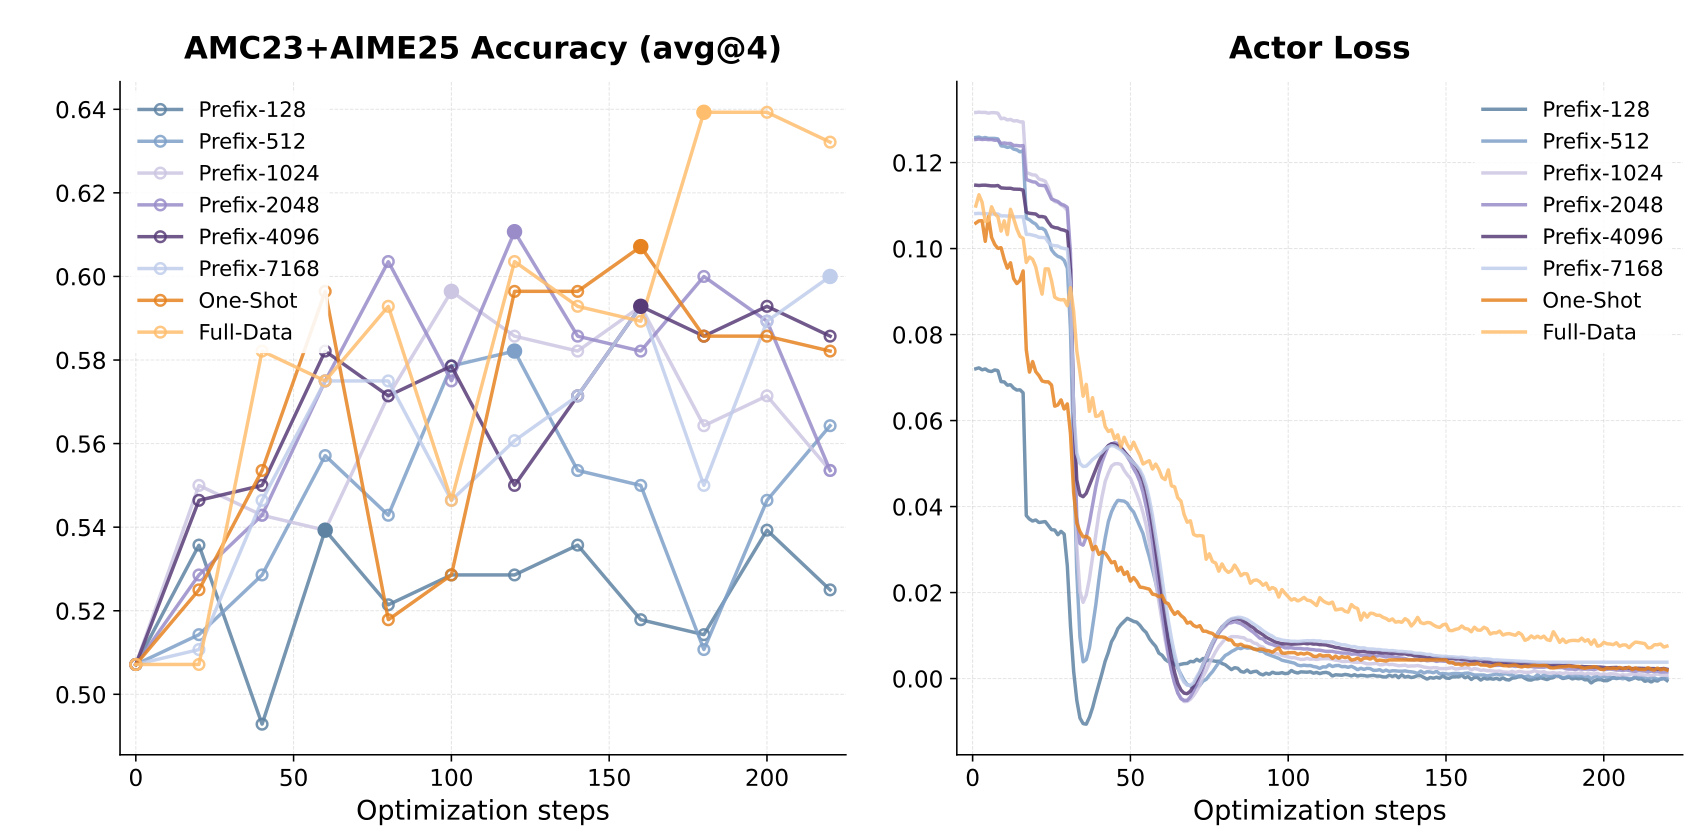 AMC23+AIME25 Accuracy (avg@4)
0.64
0.62
0.60
0.58
0.56
0.54
0.52
0.50
Prefix-128
Prefix-512
Prefix-1024
Prefix-2048
Prefix-4096
Prefix-7168
One-Shot
Full-Data
0 50 100 150 200
Optimization steps
Actor Loss
0.12
0.10
0.08
0.06
0.04
0.02
0.00
Prefix-128
Prefix-512
Prefix-1024
Prefix-2048
Prefix-4096
Prefix-7168
One-Shot
Full-Data
0 50 100 150 200
Optimization steps